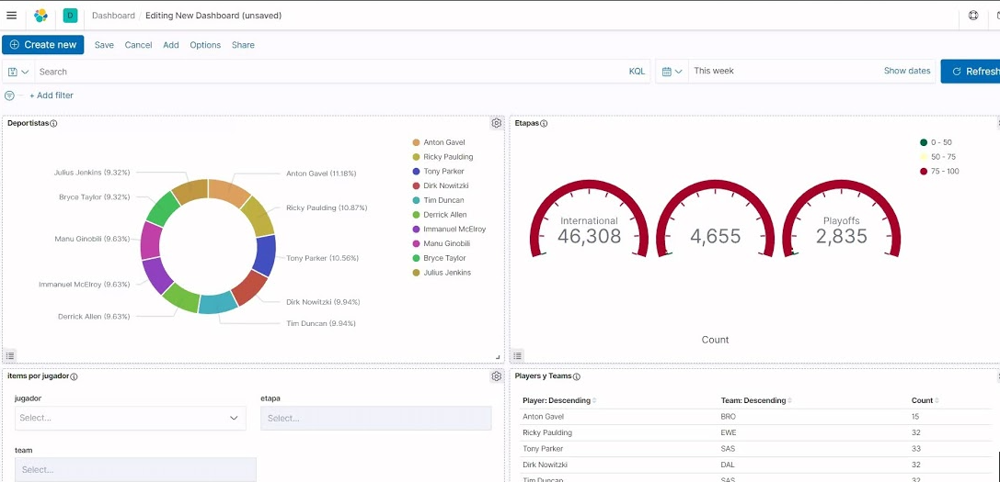 D Dashboard Editing New Dashboard (unsaved)
Create new Save Cancel Add Options Share
Search KQL This week Show dates Refresh
+ Add filter
Deportistas
Anton Gavel
Ricky Paulding
Tony Parker
Dirk Nowitzki
Tim Duncan
Derrick Allen
Immanuel McElroy
Manu Ginobili
Bryce Taylor
Julius Jenkins
Julius Jenkins (9.32%)
Bryce Taylor (9.32%)
Manu Ginobili (9.63%)
Immanuel McElroy (9.63%)
Derrick Allen (9.63%)
Anton Gavel (11.18%)
Ricky Paulding (10.87%)
Tony Parker (10.56%)
Dirk Nowitzki (9.94%)
Tim Duncan (9.94%)
Etapas
0 - 50
50 - 75
75 - 100
International
46,308
4,655
Playoffs
2,835
Count
items por jugador
jugador
Select...
etapa
Select...
team
Select...
Players y Teams
Player: Descending Team: Descending Count
Anton Gavel BRO 15
Ricky Paulding EWE 32
Tony Parker SAS 33
Dirk Nowitzki DAL 32
Tim Duncan SAS 32